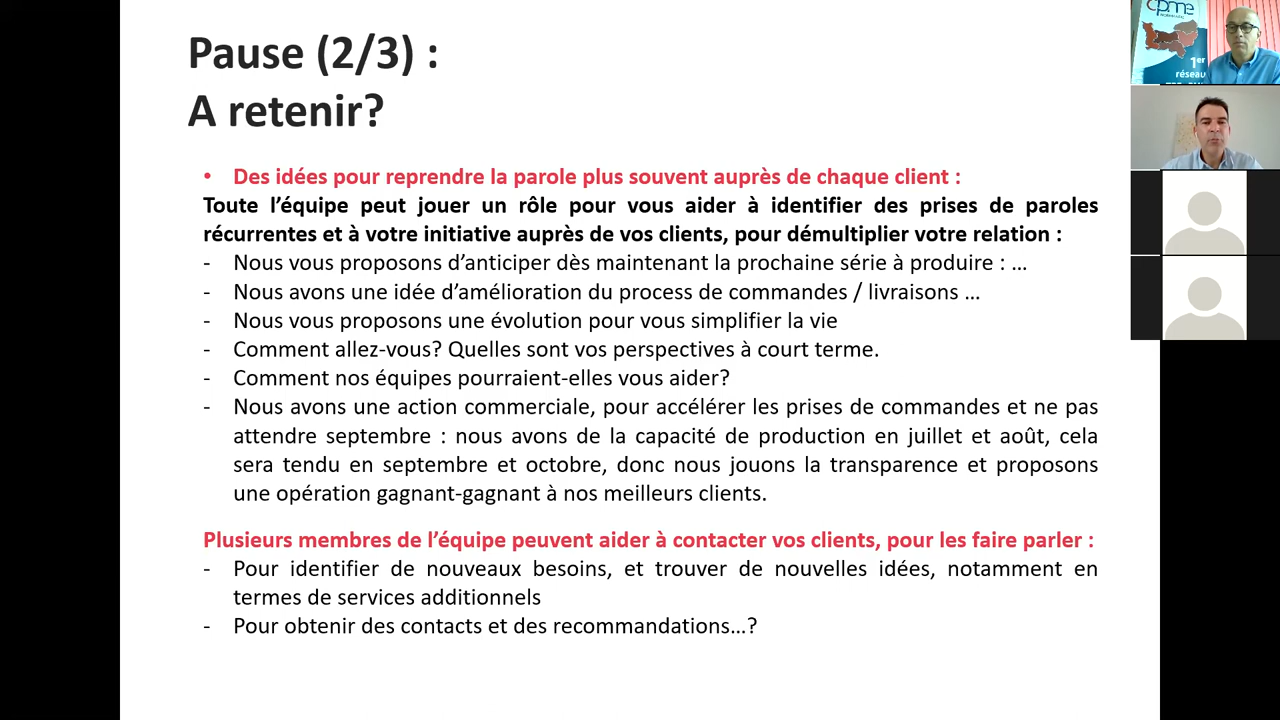 Pause (2/3) :
A retenir?
• Des idées pour reprendre la parole plus souvent auprès de chaque client :
Toute l’équipe peut jouer un rôle pour vous aider à identifier des prises de paroles
récurrentes et à votre initiative auprès de vos clients, pour démultiplier votre relation :
- Nous vous proposons d’anticiper dès maintenant la prochaine série à produire : …
- Nous avons une idée d’amélioration du process de commandes / livraisons …
- Nous vous proposons une évolution pour vous simplifier la vie
- Comment allez-vous? Quelles sont vos perspectives à court terme.
- Comment nos équipes pourraient-elles vous aider?
- Nous avons une action commerciale, pour accélérer les prises de commandes et ne pas
attendre septembre : nous avons de la capacité de production en juillet et août, cela
sera tendu en septembre et octobre, donc nous jouons la transparence et proposons
une opération gagnant-gagnant à nos meilleurs clients.
Plusieurs membres de l’équipe peuvent aider à contacter vos clients, pour les faire parler :
- Pour identifier de nouveaux besoins, et trouver de nouvelles idées, notamment en
termes de services additionnels
- Pour obtenir des contacts et des recommandations…?
cpme
1er
réseau